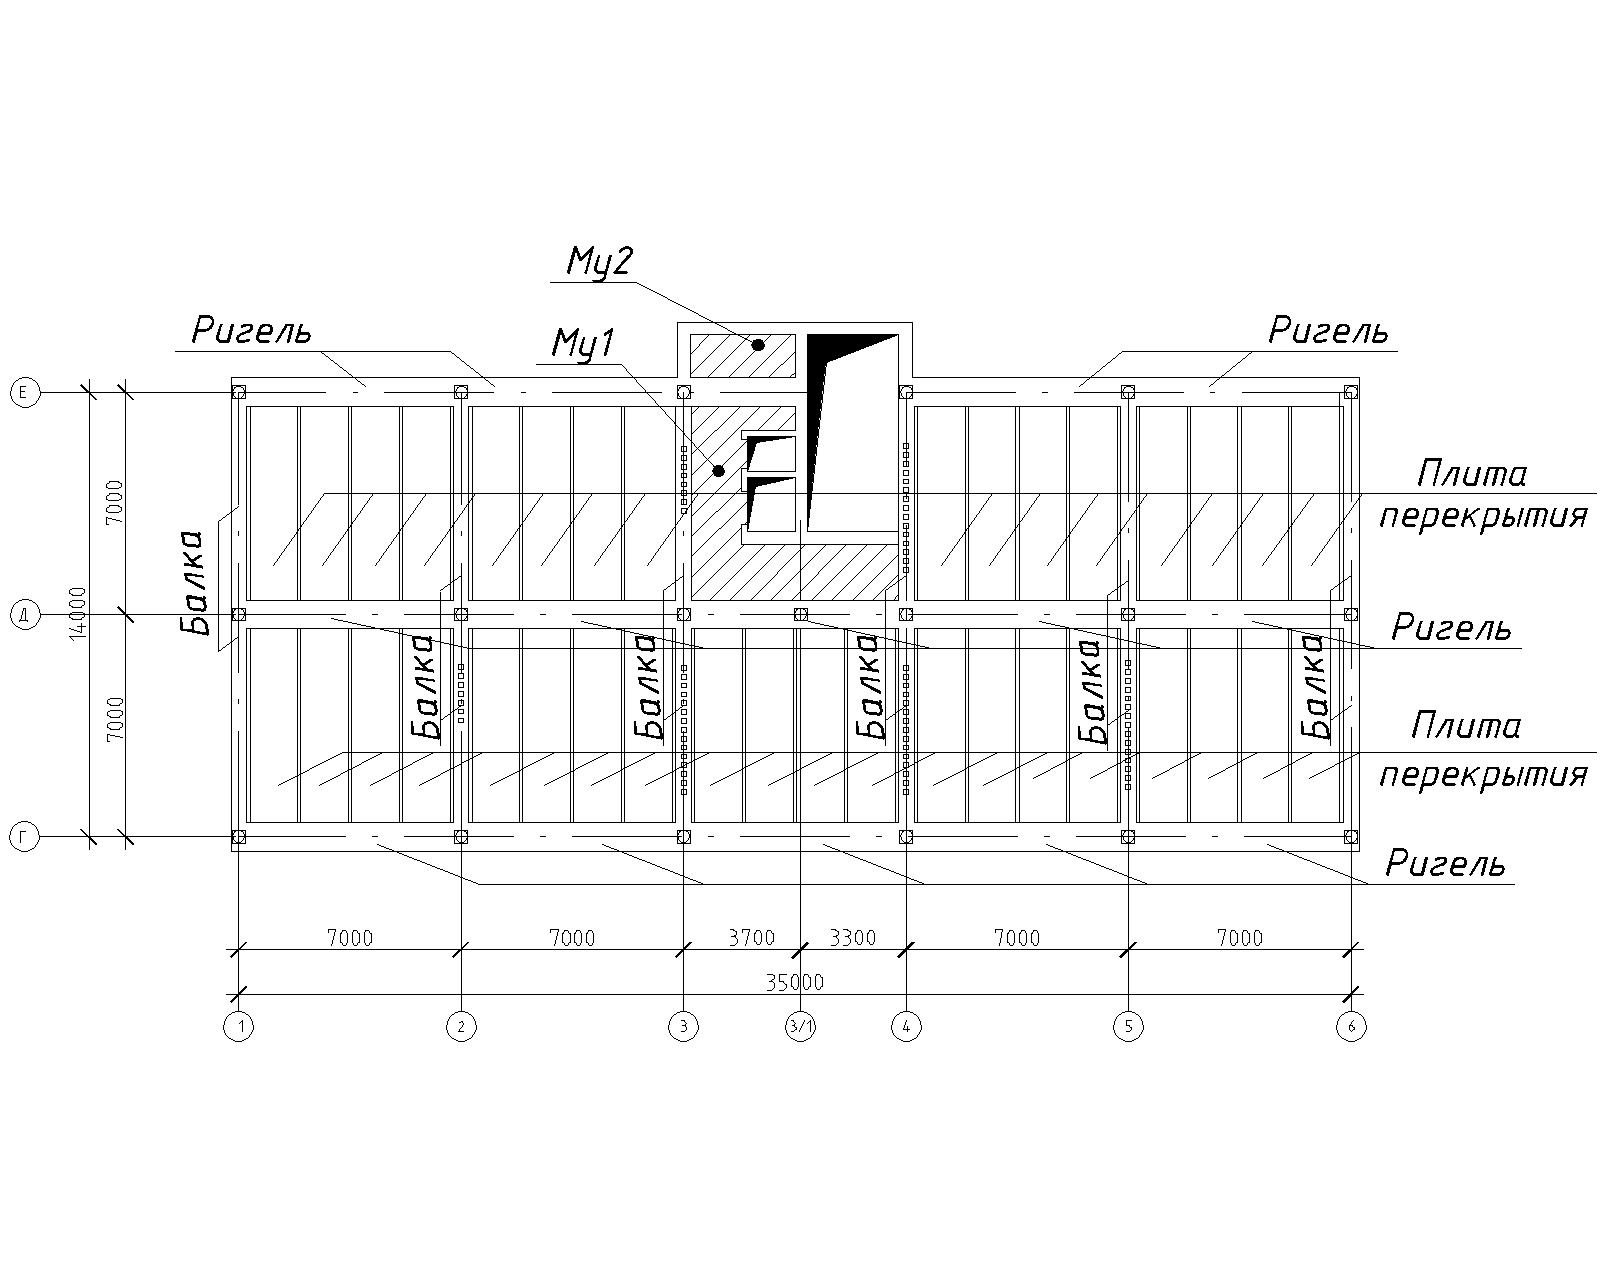 Му2
Му1
Ригель
Ригель
Е
7000
Плита
перекрытия
Балка
14000
Д
Ригель
Балка
Балка
Балка
Балка
Балка
7000
Плита
перекрытия
Г
Ригель
7000
7000
3700
3300
7000
7000
35000
1
2
3
3/1
4
5
6